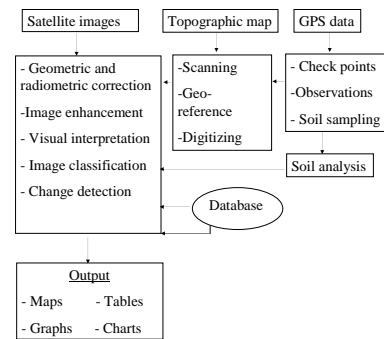 Satellite images
Topographic map
GPS data
- Geometric and
radiometric correction
-Image enhancement
- Visual interpretation
- Image classification
- Change detection
- Scanning
-Geo-
reference
-Digitizing
- Check points
-Observations
- Soil sampling
Soil analysis
Database
Output
- Maps - Tables
- Graphs - Charts